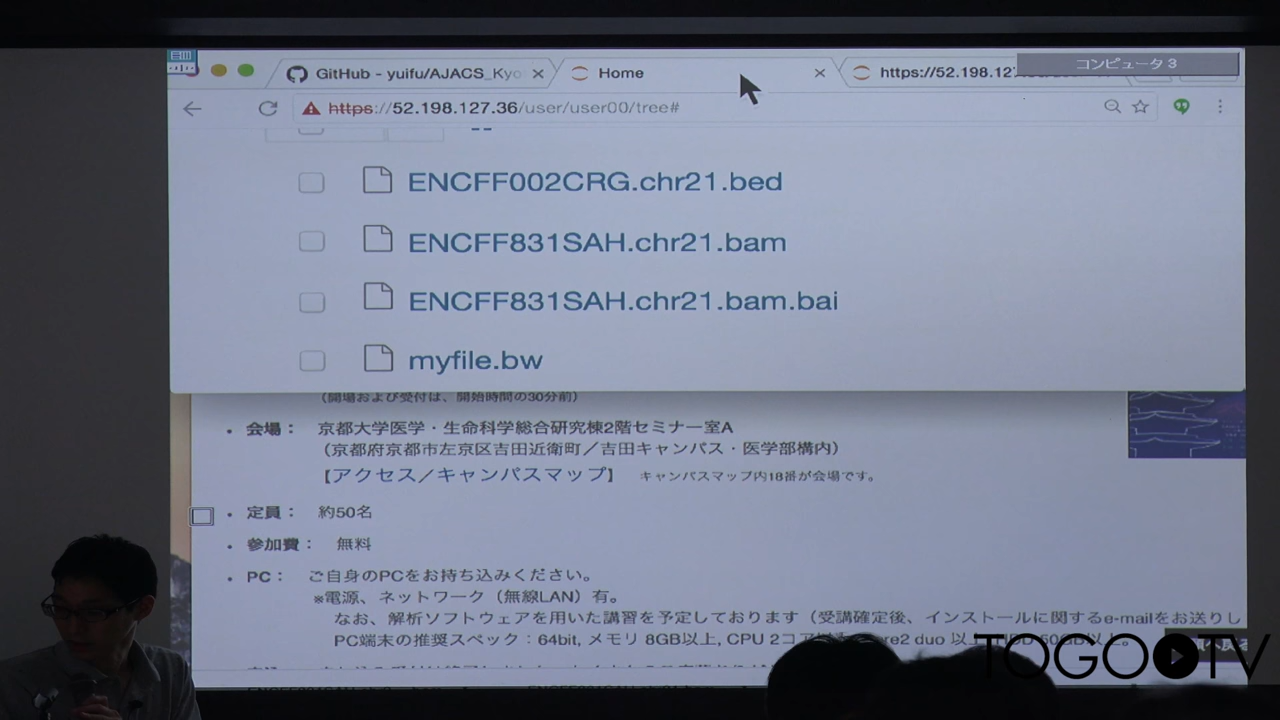 GitHub - yuifu/AJACS_Kyo
Home
https://52.198.12
コンピュータ 3
https://52.198.127.36/user/user00/tree#
ENCFF002CRG.chr21.bed
ENCFF831SAH.chr21.bam
ENCFF831SAH.chr21.bam.bai
myfile.bw
(開場および受付は、開始時間の30分前)
・ 会場： 京都大学医学・生命科学総合研究棟2階セミナー室A
(京都府京都市左京区吉田近衛町／吉田キャンパス・医学部構内)
【アクセス／キャンパスマップ】 キャンパスマップ内18番が会場です。
・ 定員： 約50名
・ 参加費： 無料
・ PC： ご自身のPCをお持ち込みください。
※電源、ネットワーク（無線LAN）有。
なお、解析ソフトウェアを用いた講習を予定しております（受講確定後、インストールに関するe-mailをお送りし
PC端末の推奨スペック：64bit, メモリ 8GB以上, CPU 2コア
TOGOTV